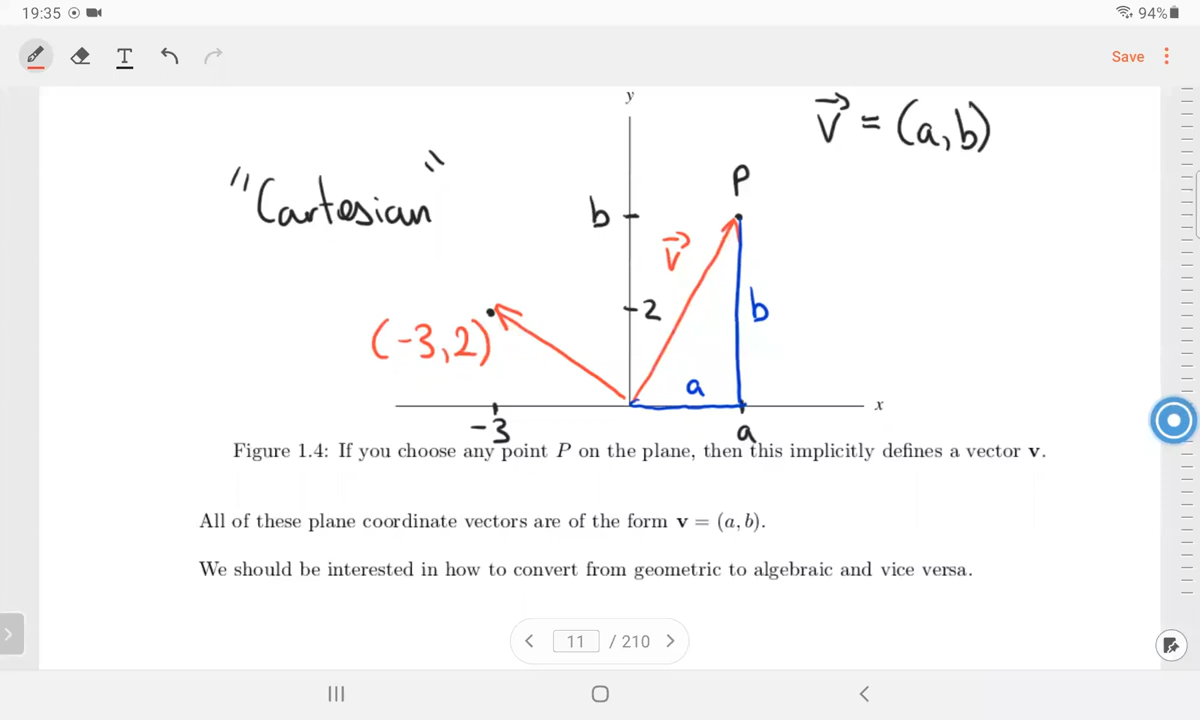 19:35 94%
T Save
y
v = (a,b)
"Cartesian"
P
b
v
2
b
(-3,2)
a
x
-3
a
Figure 1.4: If you choose any point P on the plane, then this implicitly defines a vector v.
All of these plane coordinate vectors are of the form v = (a, b).
We should be interested in how to convert from geometric to algebraic and vice versa.
11 / 210